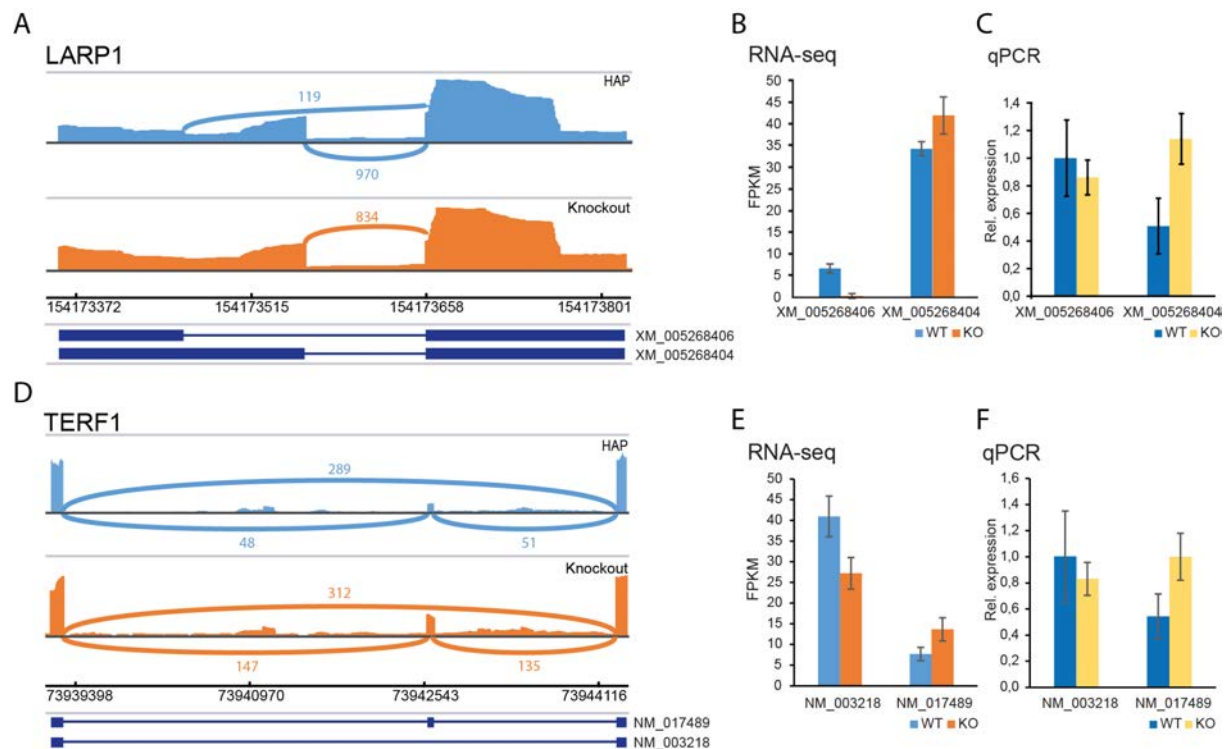 A
LARP1
HAP
119
970
Knockout
834
154173372 154173515 154173658 154173801
XM_005268406
XM_005268404
B
RNA-seq
50
45
40
35
30
25
20
15
10
5
0
FPKM
XM_005268406 XM_005268404
WT KO
C
qPCR
1,4
1,2
1,0
0,8
0,6
0,4
0,2
0,0
Rel. expression
XM_005268406 XM_005268404
WT KO
D
TERF1
HAP
289
48 51
Knockout
312
147 135
73939398 73940970 73942543 73944116
NM_017489
NM_003218
E
RNA-seq
50
45
40
35
30
25
20
15
10
5
0
FPKM
NM_003218 NM_017489
WT KO
F
qPCR
1,6
1,4
1,2
1,0
0,8
0,6
0,4
0,2
0,0
Rel. expression
NM_003218 NM_017489
WT KO